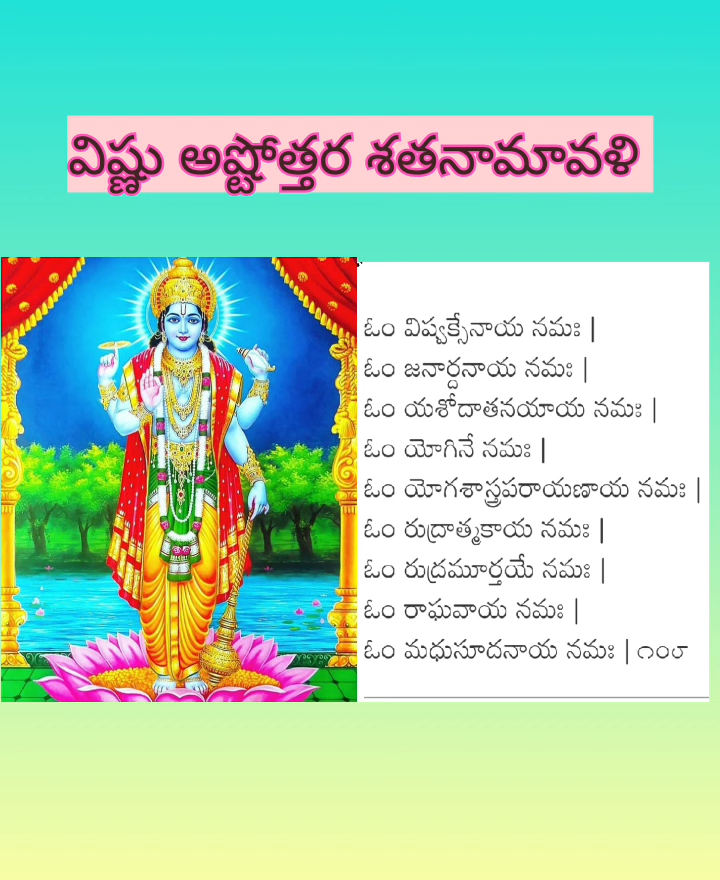 విష్ణు అష్టోత్తర శతనామావళి
ఓం విష్వక్సేనాయ నమః |
ఓం జనార్దనాయ నమః |
ఓం యశోదాతనయాయ నమః |
ఓం యోగినే నమః |
ఓం యోగశాస్త్రపరాయణాయ నమః |
ఓం రుద్రాత్మకాయ నమః |
ఓం రుద్రమూర్తయే నమః |
ఓం రాఘవాయ నమః |
ఓం మధుసూదనాయ నమః | ౧౦౮